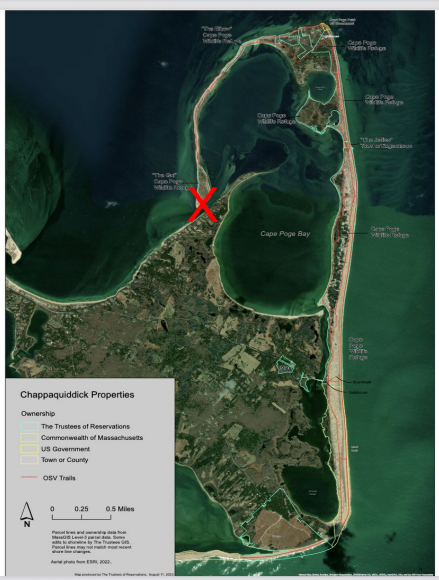 "The Elbow"
Cape Poge
Wildlife Refuge
Cape Poge
Wildlife Refuge
Cape Poge
Wildlife Refuge
Cape Poge
Wildlife Refuge
"The Jetties"
"The Gut"
Cape Poge
Wildlife Refuge
X
Cape Poge Bay
Cape Poge
Wildlife Refuge
Cape
Poge
Wildlife
Refuge
Chappaquiddick Properties
Ownership
The Trustees of Reservations
Commonwealth of Massachusetts
US Government
Town or County
OSV Trails
N
0 0.25 0.5 Miles
Parcel lines and ownership data from
MassGIS Level 0 parcel data. Some
edits to shoreline by The Trustees GIS.
Parcel lines may not match most recent
shore line changes.
Aerial photo from ESRI, 2022.
Map produced by The Trustees of Reservations, August 11, 2022